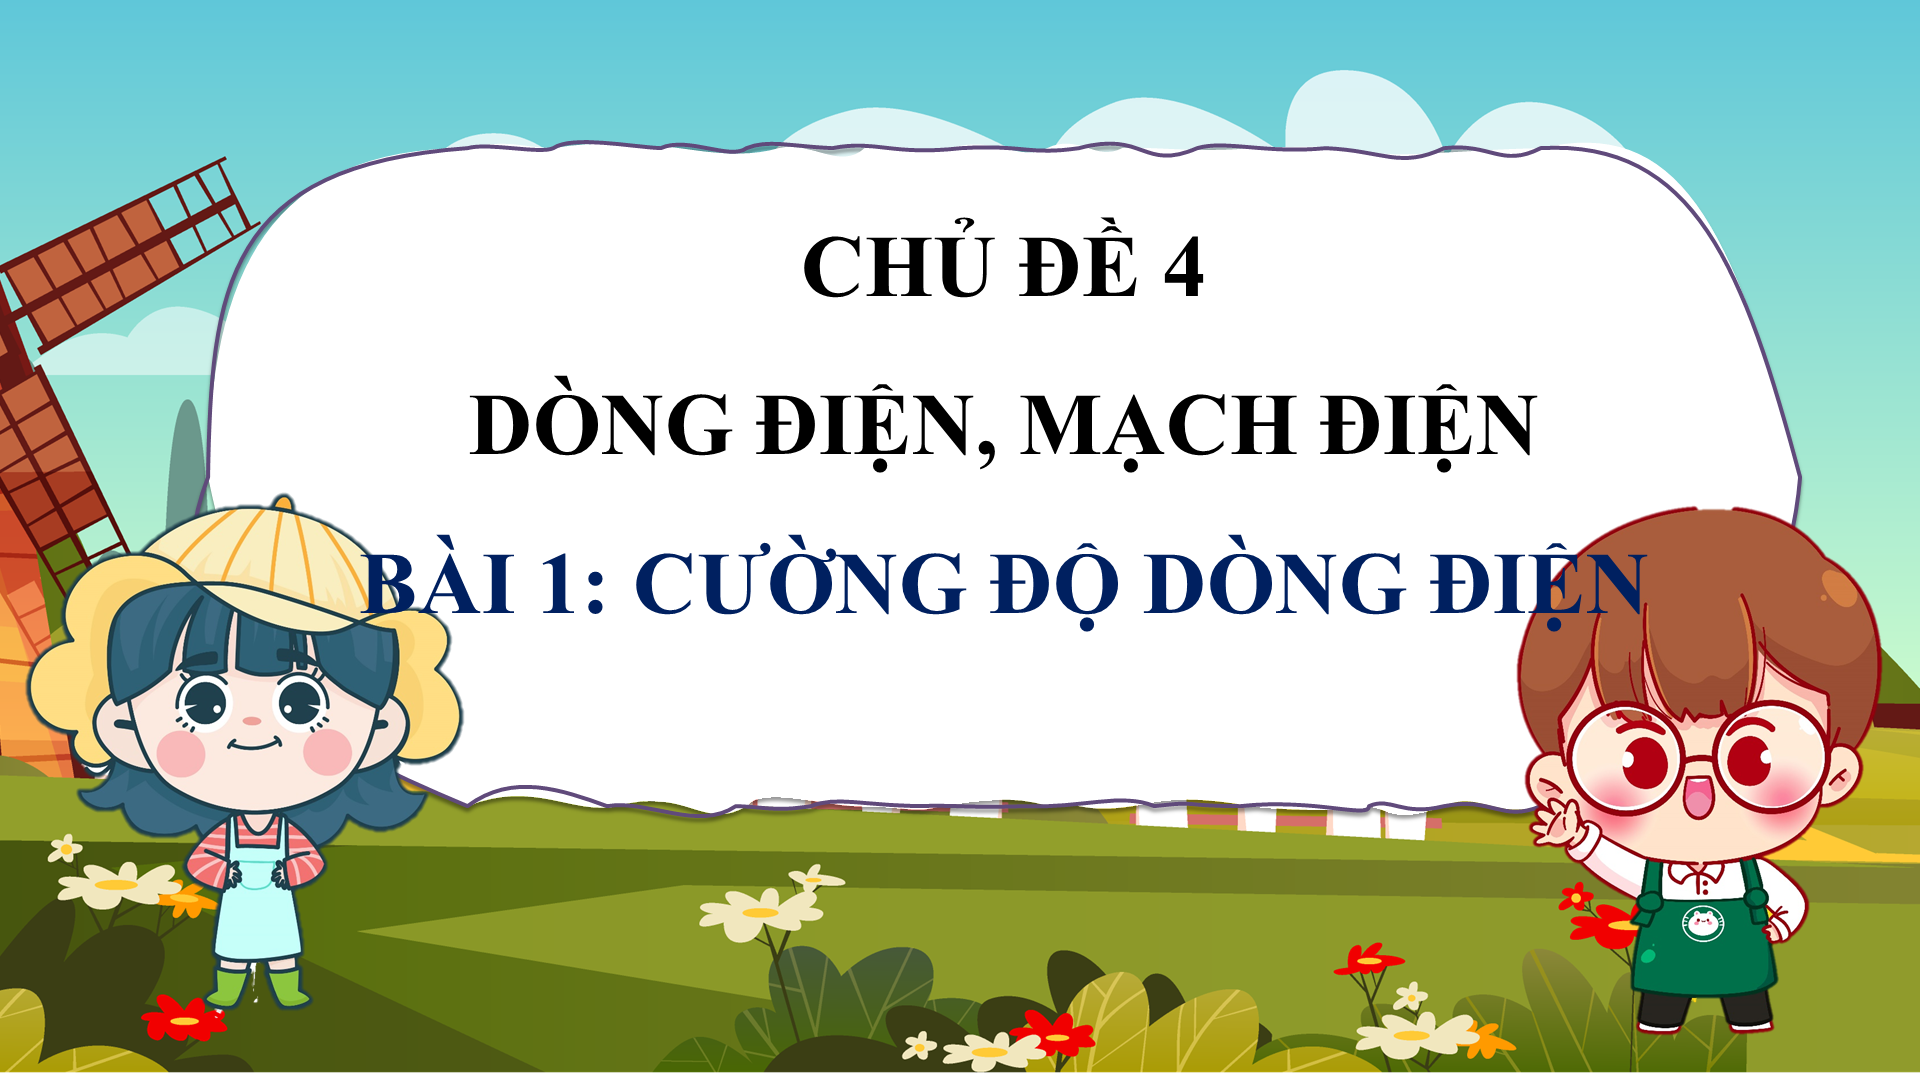 CHỦ ĐỀ 4
DÒNG ĐIỆN, MẠCH ĐIỆN
BÀI 1: CƯỜNG ĐỘ DÒNG ĐIỆN